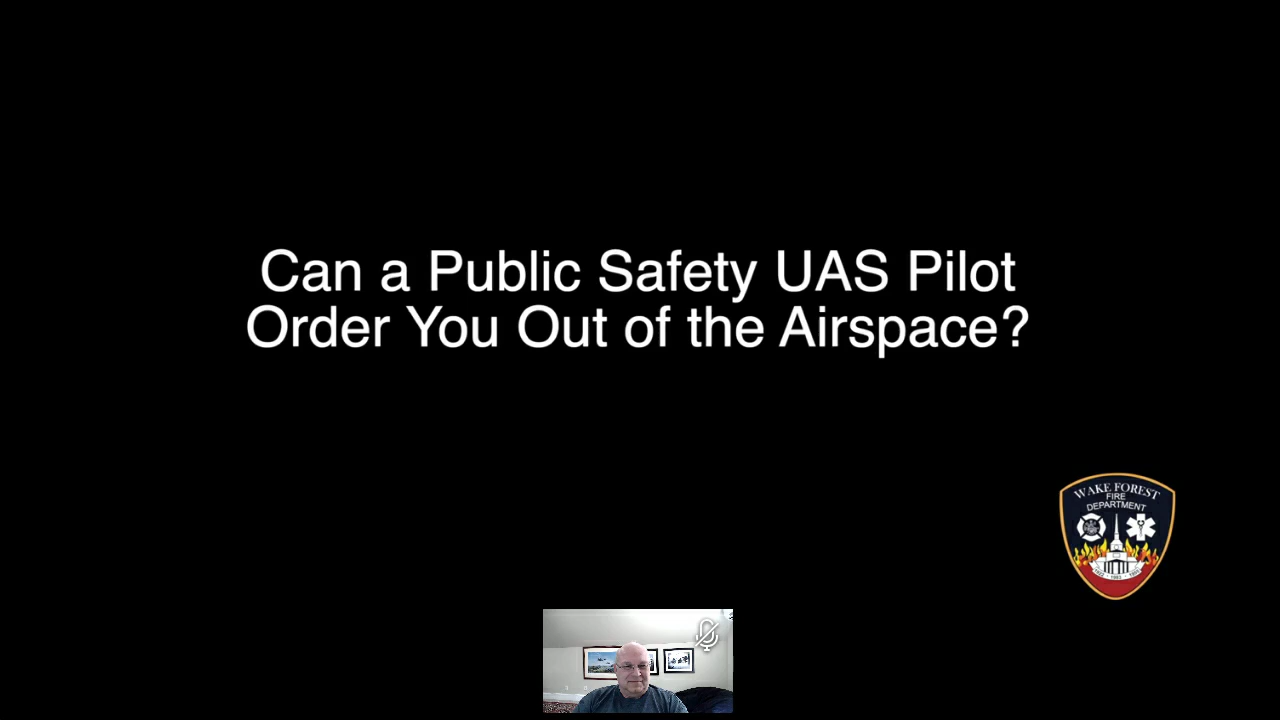 Can a Public Safety UAS Pilot
Order You Out of the Airspace?
WAKE FOREST
FIRE
DEPARTMENT